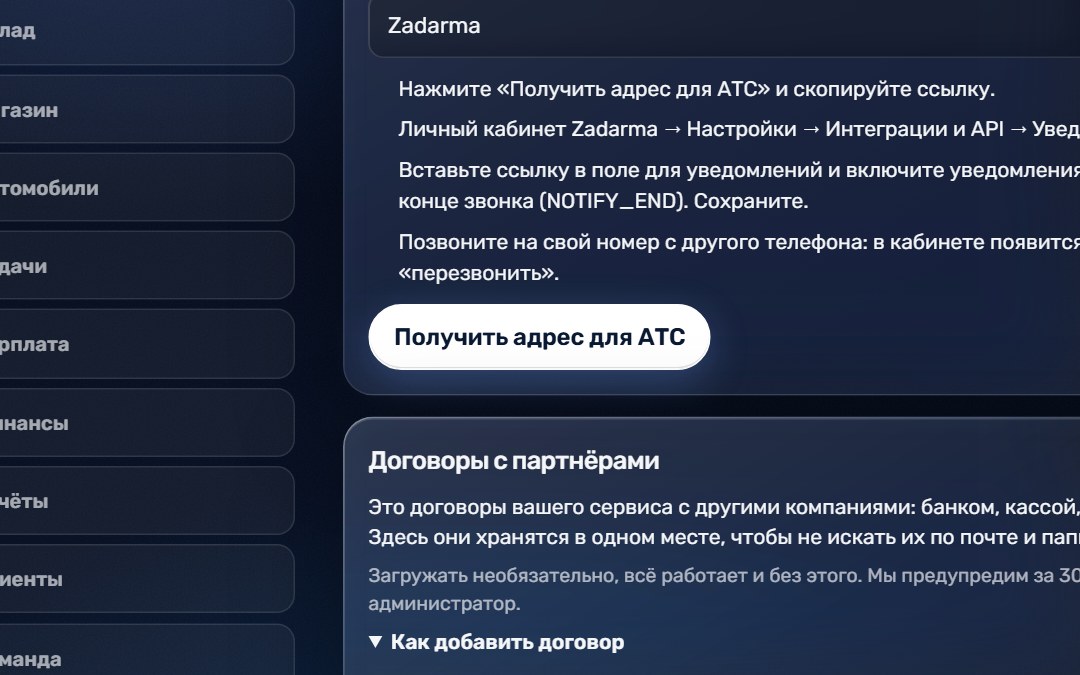 лад
газин
томобили
дачи
рплата
инансы
чёты
иенты
манда
Zadarma
Нажмите «Получить адрес для АТС» и скопируйте ссылку.
Личный кабинет Zadarma → Настройки → Интеграции и API → Увед
Вставьте ссылку в поле для уведомлений и включите уведомления
конце звонка (NOTIFY_END). Сохраните.
Позвоните на свой номер с другого телефона: в кабинете появится
«перезвонить».
Получить адрес для АТС
Договоры с партнёрами
Это договоры вашего сервиса с другими компаниями: банком, кассой,
Здесь они хранятся в одном месте, чтобы не искать их по почте и пап
Загружать необязательно, всё работает и без этого. Мы предупредим за 30
администратор.
▼ Как добавить договор